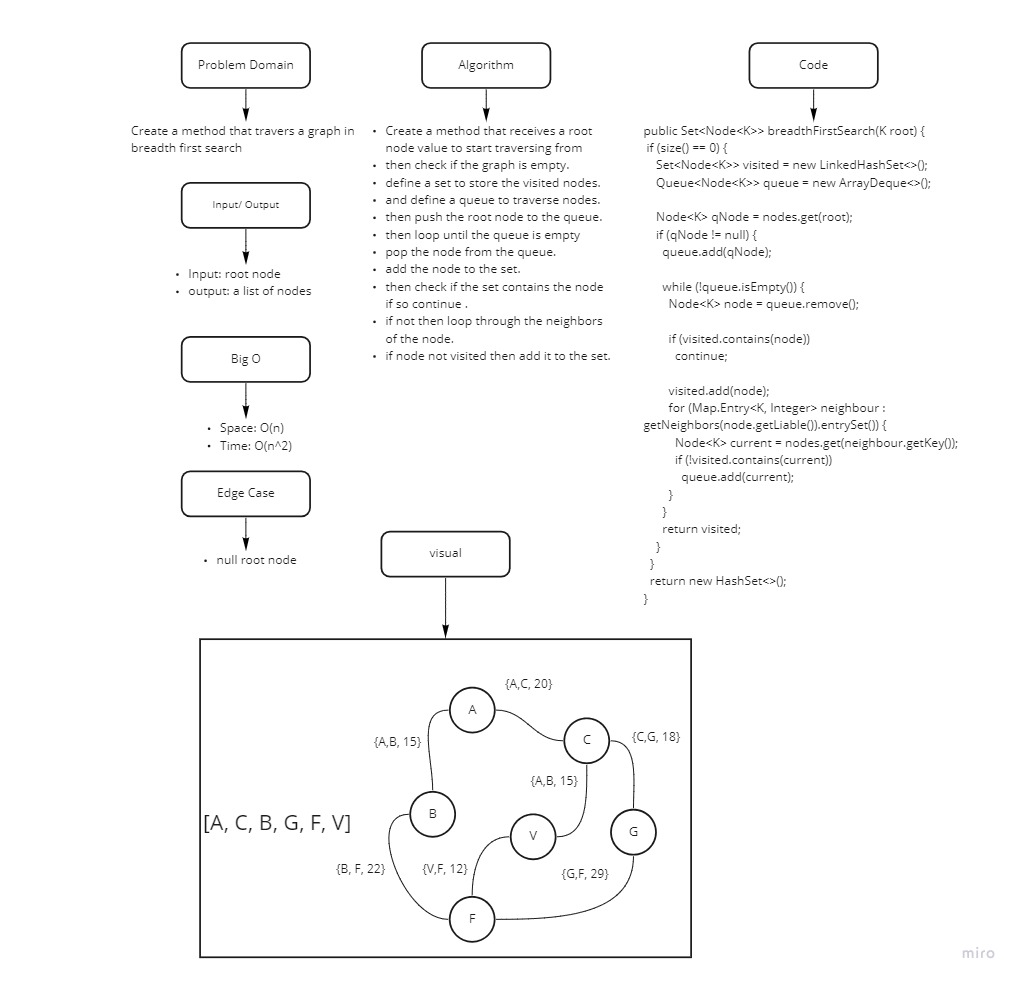 Problem Domain
Create a method that travers a graph in
breadth first search
Input/ Output
• Input: root node
• output: a list of nodes
Big O
• Space: O(n)
• Time: O(n^2)
Edge Case
• null root node
Algorithm
• Create a method that receives a root
node value to start traversing from
• then check if the graph is empty.
• define a set to store the visited nodes.
• and define a queue to traverse nodes.
• then push the root node to the queue.
• then loop until the queue is empty
• pop the node from the queue.
• add the node to the set.
• then check if the set contains the node
if so continue .
• if not then loop through the neighbors
of the node.
• if node not visited then add it to the set.
Code
public Set<Node<K>> breadthFirstSearch(K root) {
if (size() == 0) {
Set<Node<K>> visited = new LinkedHashSet<>();
Queue<Node<K>> queue = new ArrayDeque<>();
Node<K> qNode = nodes.get(root);
if (qNode != null) {
queue.add(qNode);
while (!queue.isEmpty()) {
Node<K> node = queue.remove();
if (visited.contains(node))
continue;
visited.add(node);
for (Map.Entry<K, Integer> neighbour :
getNeighbors(node.getLiable()).entrySet()) {
Node<K> current = nodes.get(neighbour.getKey());
if (!visited.contains(current))
queue.add(current);
}
}
return visited;
}
}
return new HashSet<>();
}
visual
{A,C, 20}
A
{A,B, 15}
C
{C,G, 18}
{A,B, 15}
B
[A, C, B, G, F, V]
V
G
{B, F, 22}
{V,F, 12}
{G,F, 29}
F
miro